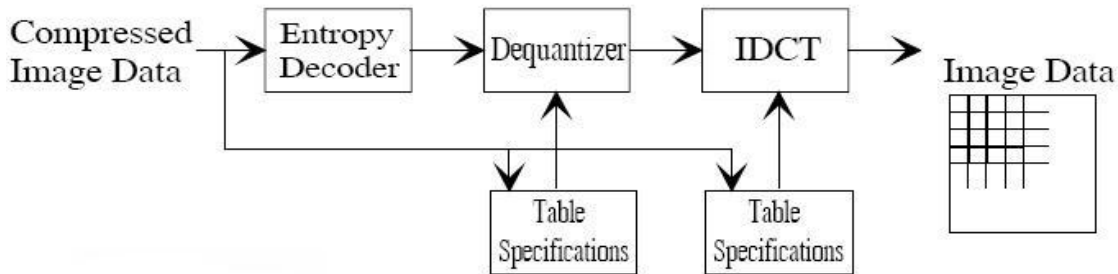 Compressed
Image Data
Entropy
Decoder
Dequantizer
IDCT
Image Data
Table
Specifications
Table
Specifications